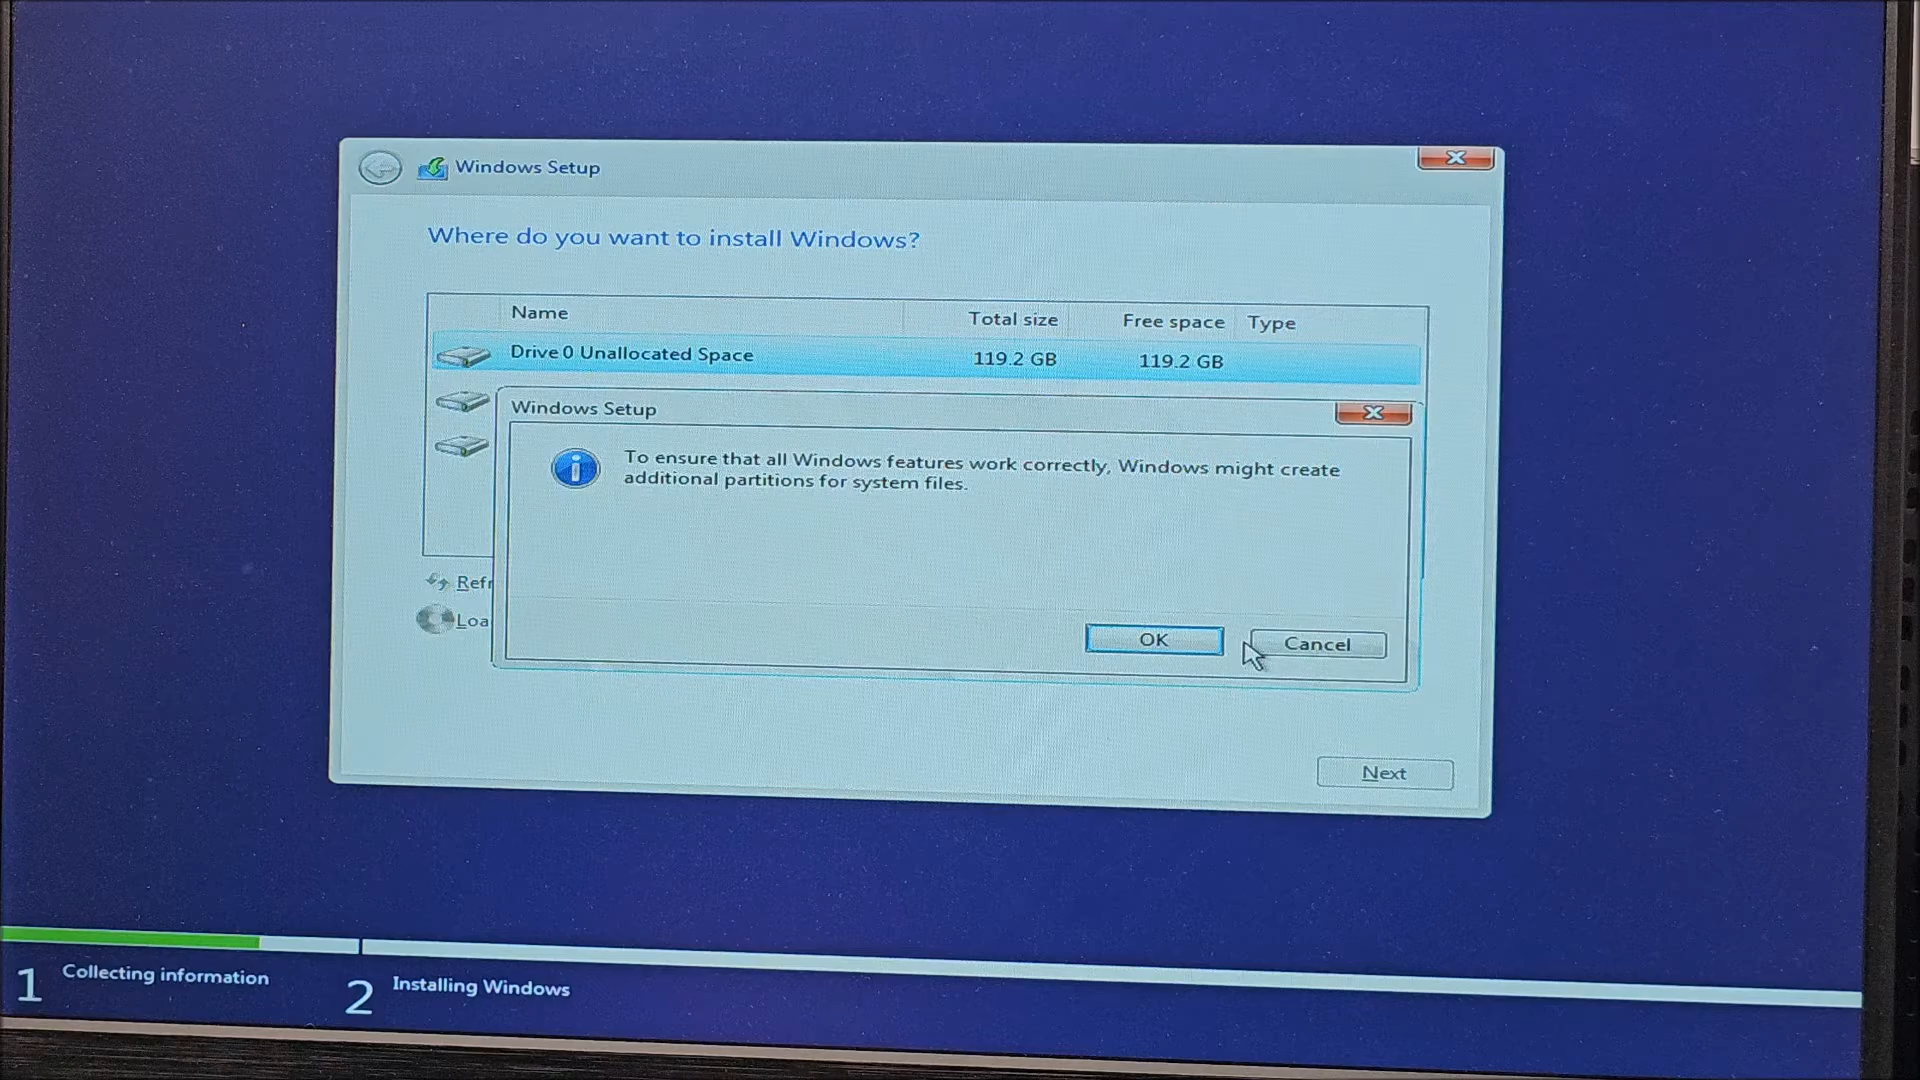 Windows Setup
Where do you want to install Windows?
Name Total size Free space Type
Drive 0 Unallocated Space 119.2 GB 119.2 GB
Windows Setup
To ensure that all Windows features work correctly, Windows might create
additional partitions for system files.
Refr
Loa
OK Cancel
Next
1 Collecting information
2 Installing Windows